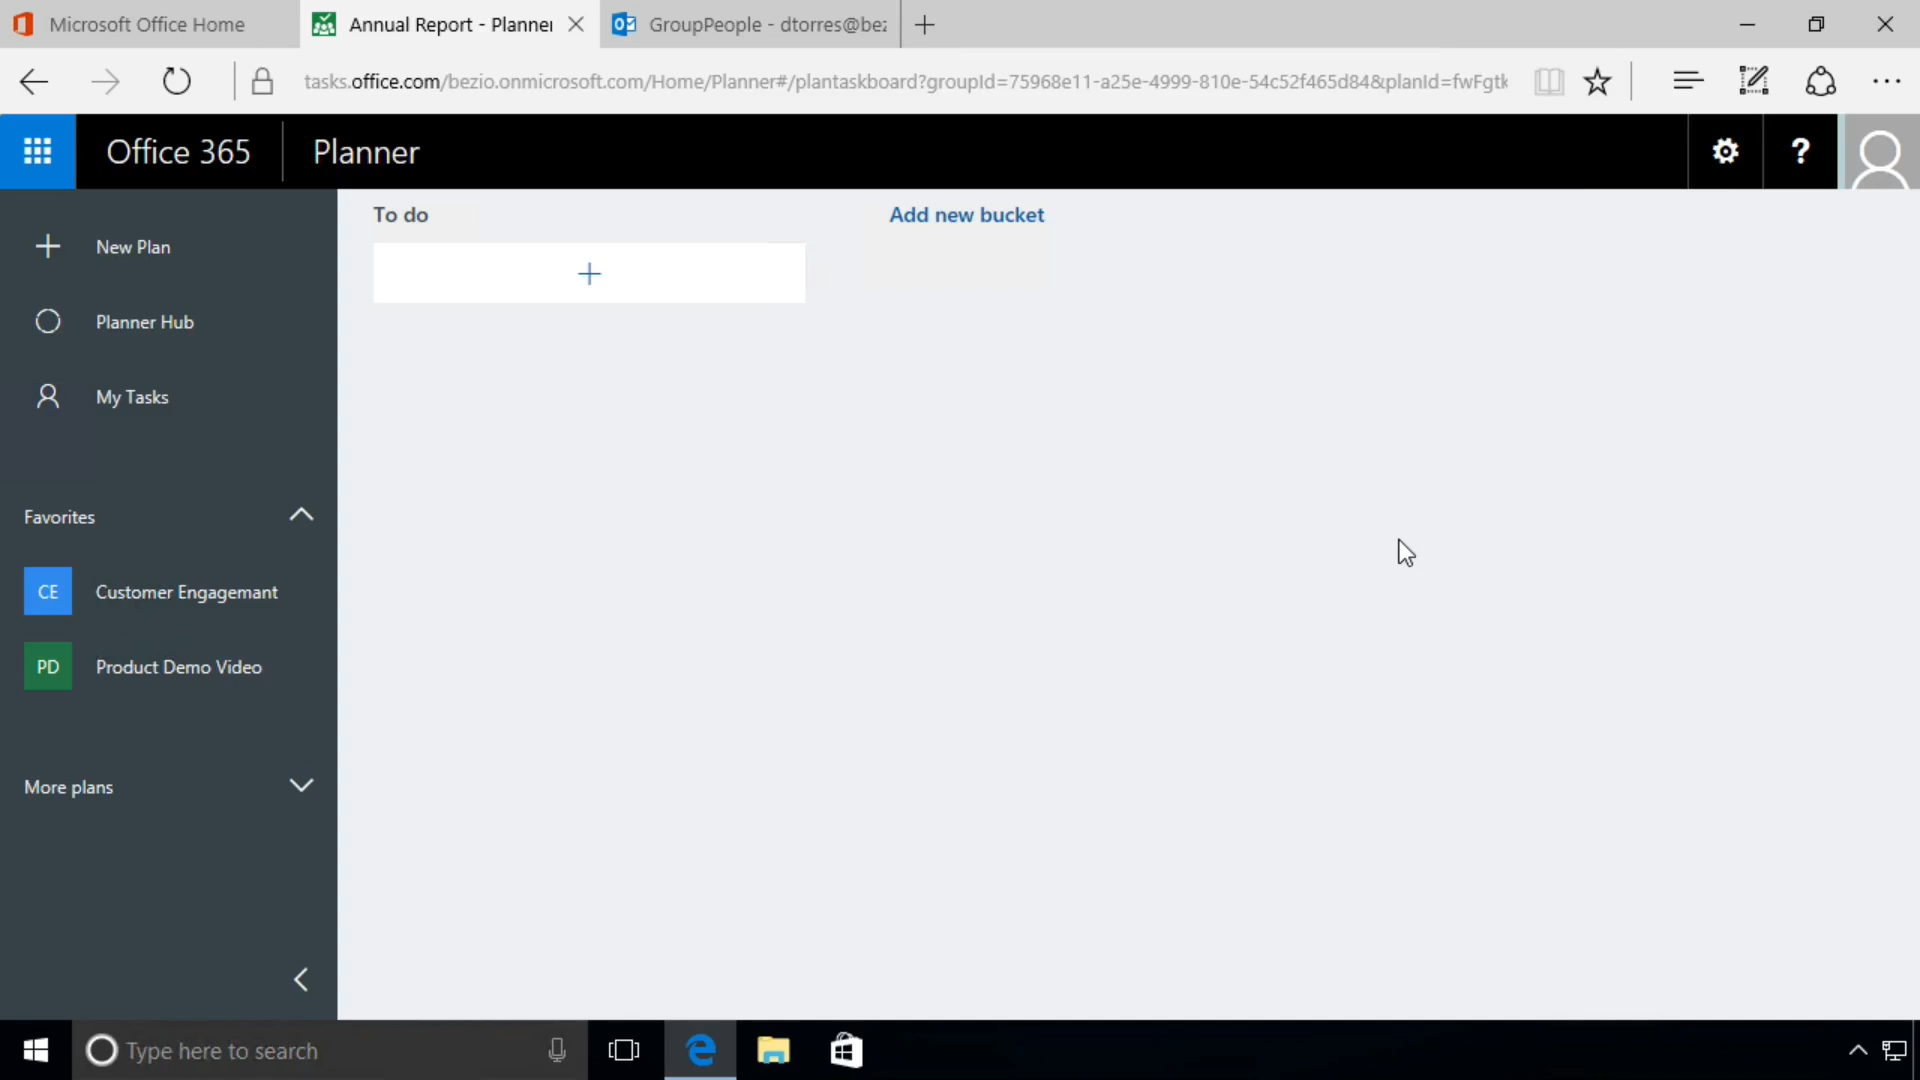 Microsoft Office Home
Annual Report - Planner
GroupPeople - dtorres@bez
tasks.office.com/bezio.onmicrosoft.com/Home/Planner#/plantaskboard?groupId=75968e11-a25e-4999-810e-54c52f465d84&planId=fwFgtk
Office 365
Planner
?
New Plan
Planner Hub
My Tasks
Favorites
CE
Customer Engagemant
PD
Product Demo Video
More plans
To do
Add new bucket
Type here to search